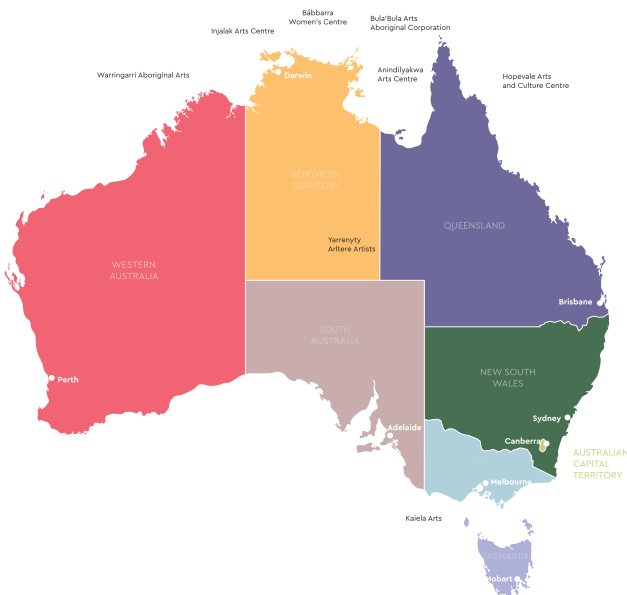 Bábbarra
Women's Centre
Bula'Bula Arts
Aboriginal Corporation
Injalak Arts Centre
Warringarri Aboriginal Arts
Darwin
Anindilyakwa
Arts Centre
Hopevale Arts
and Culture Centre
NORTHERN
TERRITORY
QUEENSLAND
Yarrenyty
Arltere Artists
WESTERN
AUSTRALIA
Brisbane
SOUTH
AUSTRALIA
NEW SOUTH
WALES
Perth
Sydney
Adelaide
Canberra
AUSTRALIAN
CAPITAL
TERRITORY
Melbourne
Kaiela Arts
TASMAINIA
Hobart